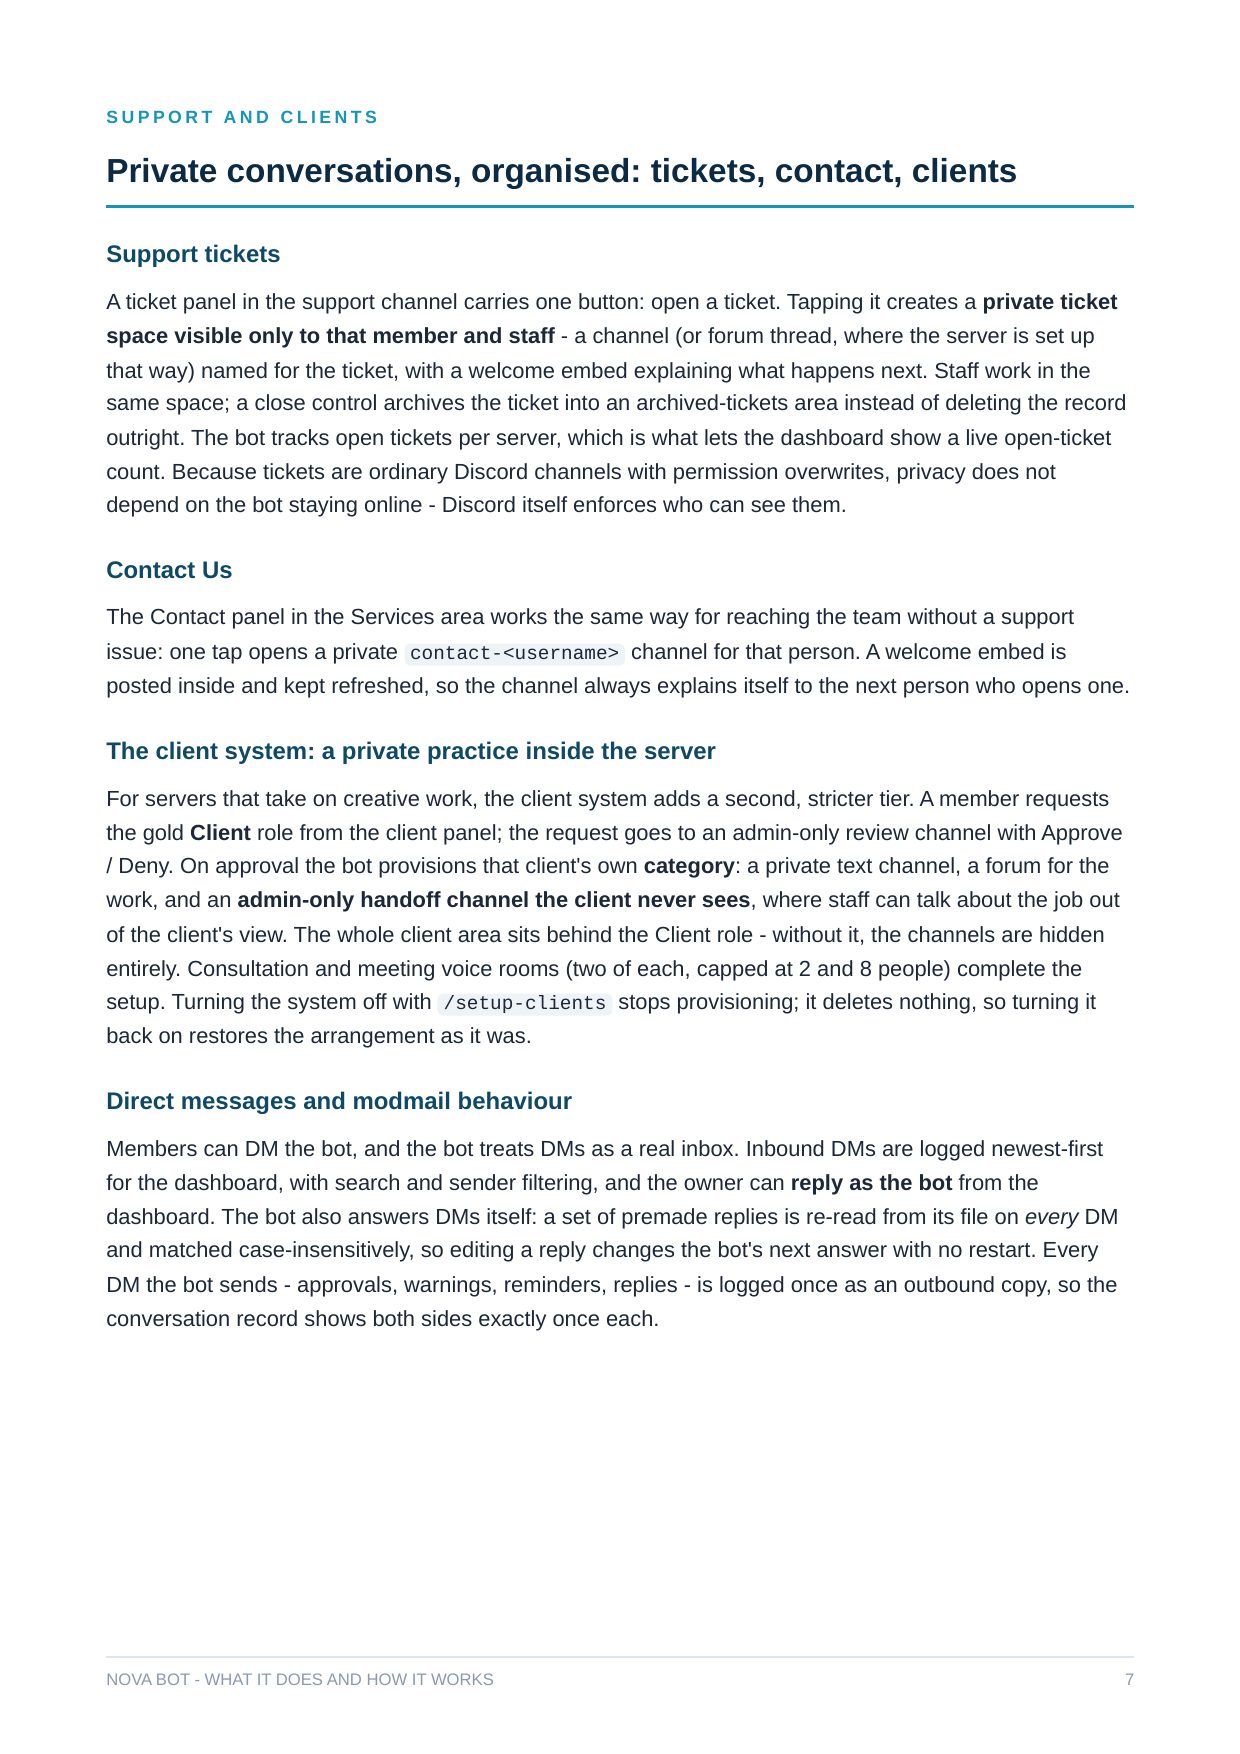 SUPPORT AND CLIENTS
Private conversations, organised: tickets, contact, clients
Support tickets
A ticket panel in the support channel carries one button: open a ticket. Tapping it creates a private ticket
space visible only to that member and staff - a channel (or forum thread, where the server is set up
that way) named for the ticket, with a welcome embed explaining what happens next. Staff work in the
same space; a close control archives the ticket into an archived-tickets area instead of deleting the record
outright. The bot tracks open tickets per server, which is what lets the dashboard show a live open-ticket
count. Because tickets are ordinary Discord channels with permission overwrites, privacy does not
depend on the bot staying online - Discord itself enforces who can see them.
Contact Us
The Contact panel in the Services area works the same way for reaching the team without a support
issue: one tap opens a private contact-<username> channel for that person. A welcome embed is
posted inside and kept refreshed, so the channel always explains itself to the next person who opens one.
The client system: a private practice inside the server
For servers that take on creative work, the client system adds a second, stricter tier. A member requests
the gold Client role from the client panel; the request goes to an admin-only review channel with Approve
/ Deny. On approval the bot provisions that client's own category: a private text channel, a forum for the
work, and an admin-only handoff channel the client never sees, where staff can talk about the job out
of the client's view. The whole client area sits behind the Client role - without it, the channels are hidden
entirely. Consultation and meeting voice rooms (two of each, capped at 2 and 8 people) complete the
setup. Turning the system off with /setup-clients stops provisioning; it deletes nothing, so turning it
back on restores the arrangement as it was.
Direct messages and modmail behaviour
Members can DM the bot, and the bot treats DMs as a real inbox. Inbound DMs are logged newest-first
for the dashboard, with search and sender filtering, and the owner can reply as the bot from the
dashboard. The bot also answers DMs itself: a set of premade replies is re-read from its file on every DM
and matched case-insensitively, so editing a reply changes the bot's next answer with no restart. Every
DM the bot sends - approvals, warnings, reminders, replies - is logged once as an outbound copy, so the
conversation record shows both sides exactly once each.
NOVA BOT - WHAT IT DOES AND HOW IT WORKS
7